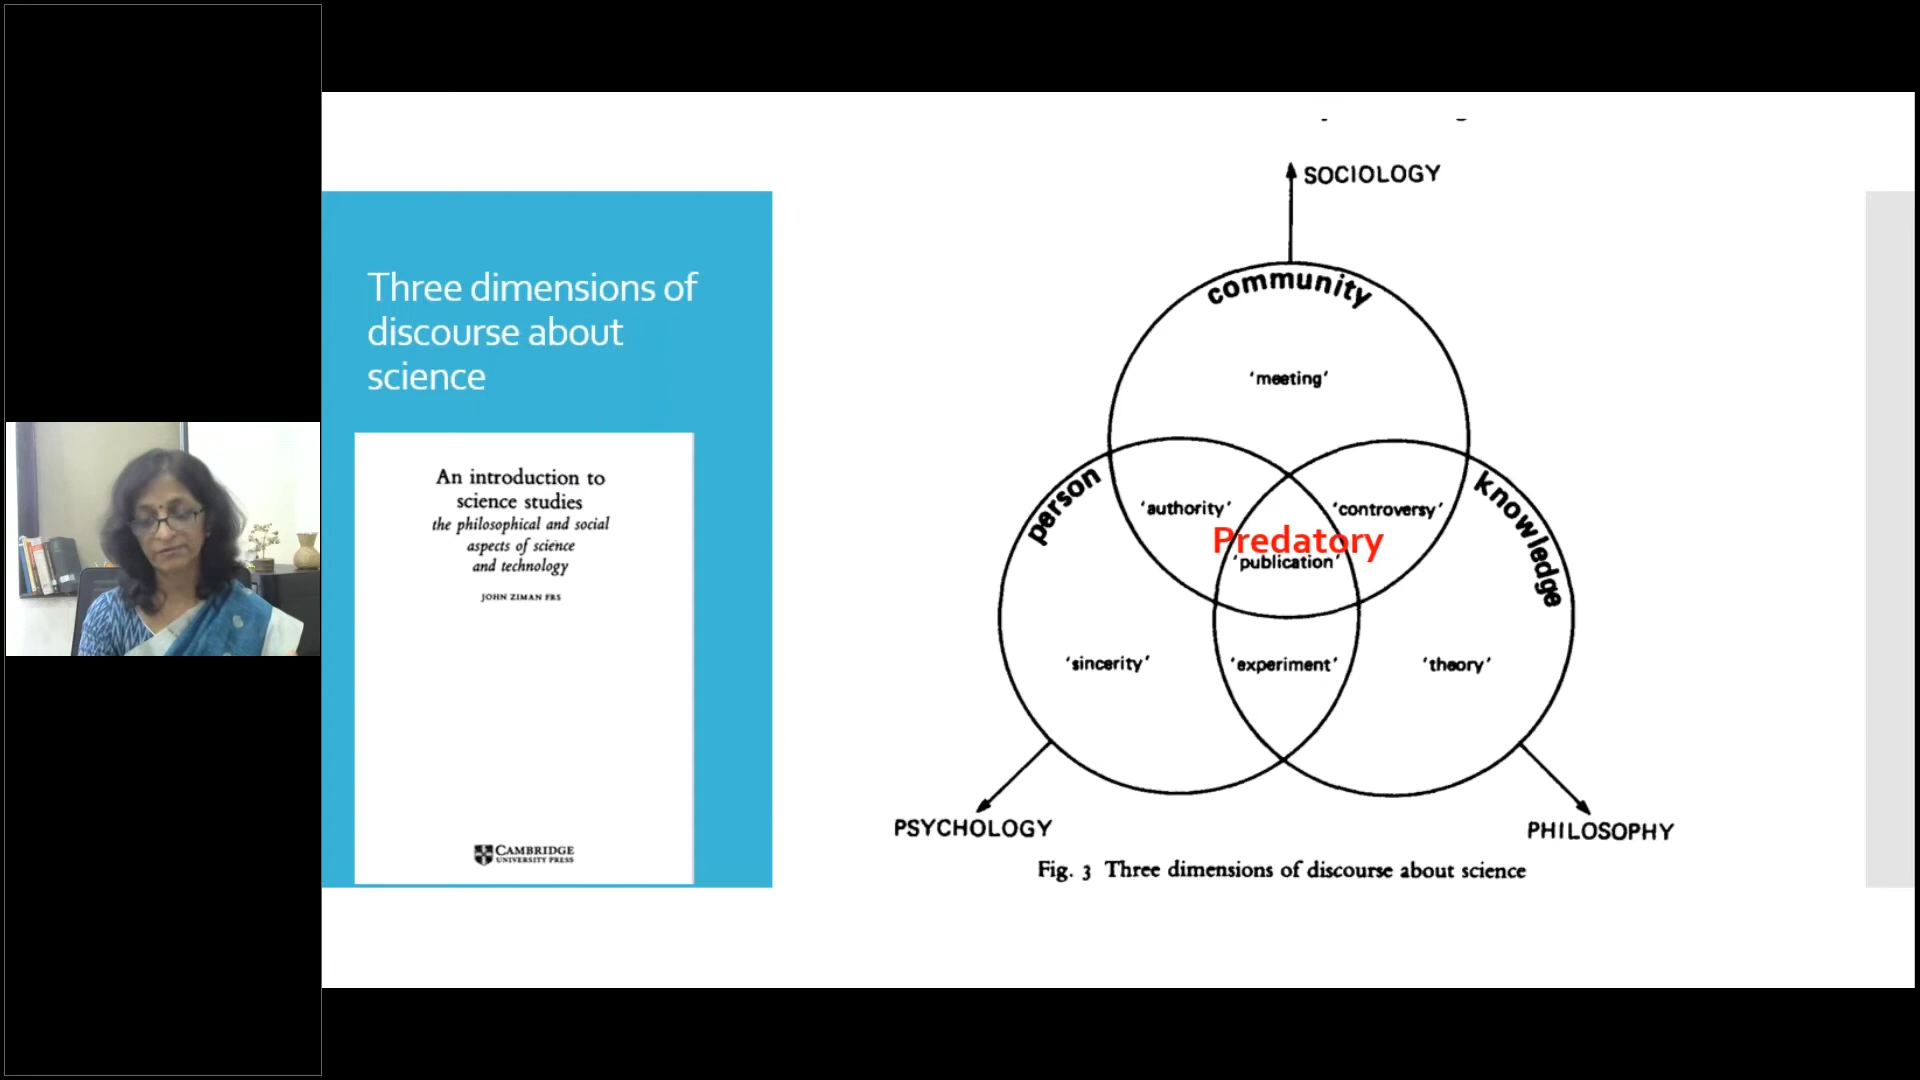 Three dimensions of
discourse about
science
An introduction to
science studies
the philosophical and social
aspects of science
and technology
JOHN ZIMAN FRS
CAMBRIDGE
UNIVERSITY PRESS
SOCIOLOGY
community
'meeting'
person
knowledge
'authority'
'controversy'
Predatory
'publication'
'sincerity'
'experiment'
'theory'
PSYCHOLOGY
PHILOSOPHY
Fig. 3 Three dimensions of discourse about science